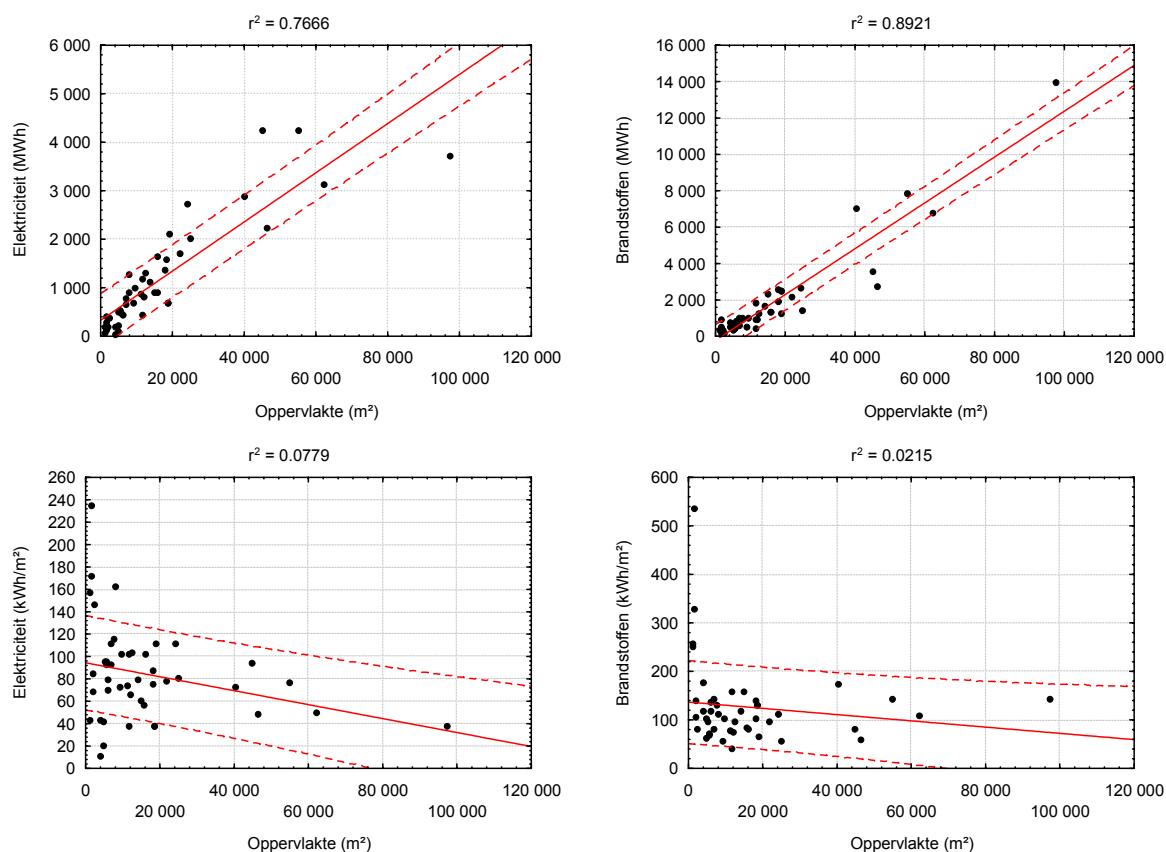 r² = 0.7666
6 000
5 000
4 000
3 000
2 000
1 000
0
Elektriciteit (MWh)
0 40 000 80 000 120 000
20 000 60 000 100 000
Oppervlakte (m²)
r² = 0.8921
16 000
14 000
12 000
10 000
8 000
6 000
4 000
2 000
0
Brandstoffen (MWh)
0 40 000 80 000 120 000
20 000 60 000 100 000
Oppervlakte (m²)
r² = 0.0779
260
240
220
200
180
160
140
120
100
80
60
40
20
0
Elektriciteit (kWh/m²)
0 40 000 80 000 120 000
20 000 60 000 100 000
Oppervlakte (m²)
r² = 0.0215
600
500
400
300
200
100
0
Brandstoffen (kWh/m²)
0 40 000 80 000 120 000
20 000 60 000 100 000
Oppervlakte (m²)